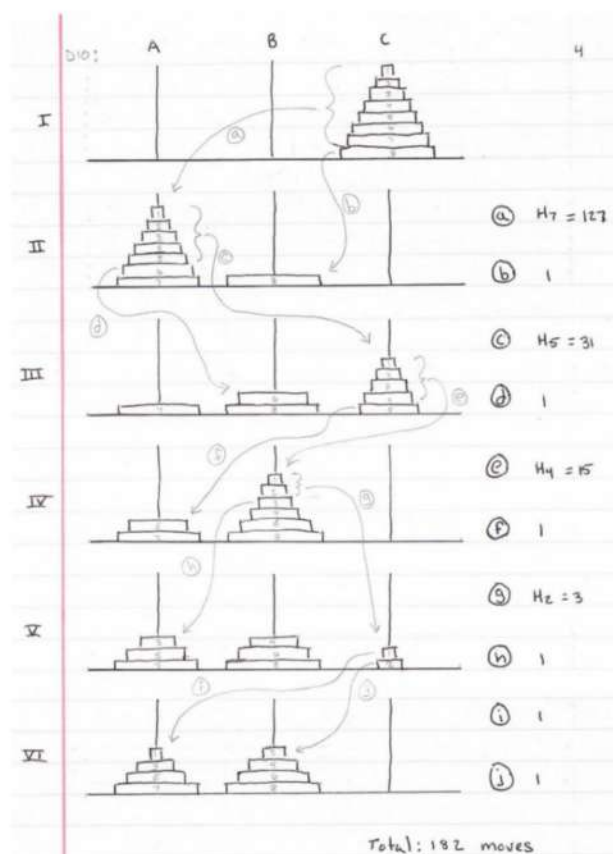 D10:
A B C
4
I
ⓐ
ⓑ
II
ⓒ
ⓐ H₇ = 127
ⓑ 1
ⓓ
III
ⓔ
ⓒ H₅ = 31
ⓓ 1
ⓕ
IV
ⓖ
ⓔ H₄ = 15
ⓕ 1
ⓗ
V
ⓖ H₂ = 3
ⓗ 1
ⓘ ⓙ
VI
ⓘ 1
ⓙ 1
Total: 182 moves